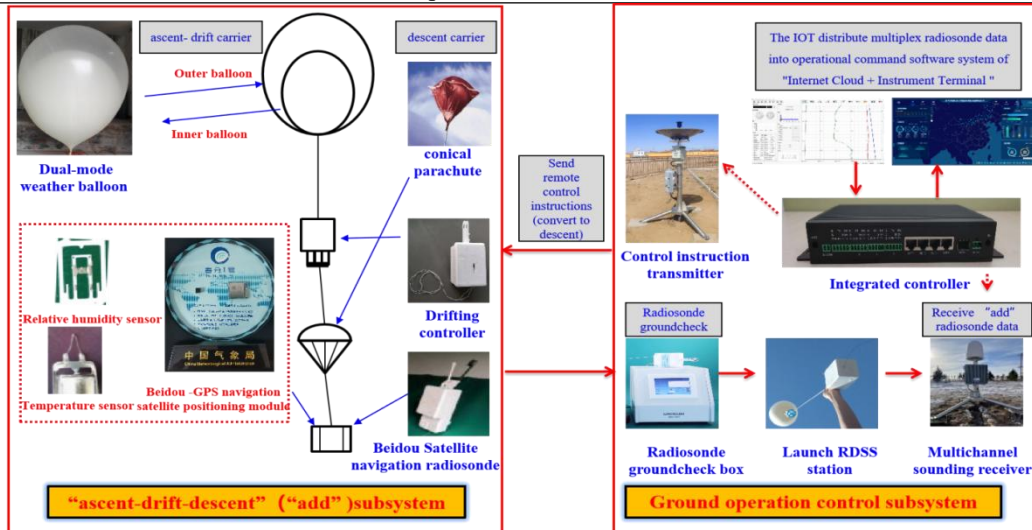 ascent- drift carrier
descent carrier
Outer balloon
Inner balloon
Dual-mode
weather balloon
conical
parachute
Relative humidity sensor
Temperature sensor
中国气象局
Beidou -GPS navigation
satellite positioning module
Drifting
controller
Beidou Satellite
navigation radiosonde
“ascent-drift-descent”（“add”）subsystem
Send
remote
control
instructions
(convert to
descent)
The IOT distribute multiplex radiosonde data
into operational command software system of
"Internet Cloud + Instrument Terminal "
Control instruction
transmitter
Integrated controller
Radiosonde
groundcheck
Receive “add”
radiosonde data
Radiosonde
groundcheck box
Launch RDSS
station
Multichannel
sounding receiver
Ground operation control subsystem